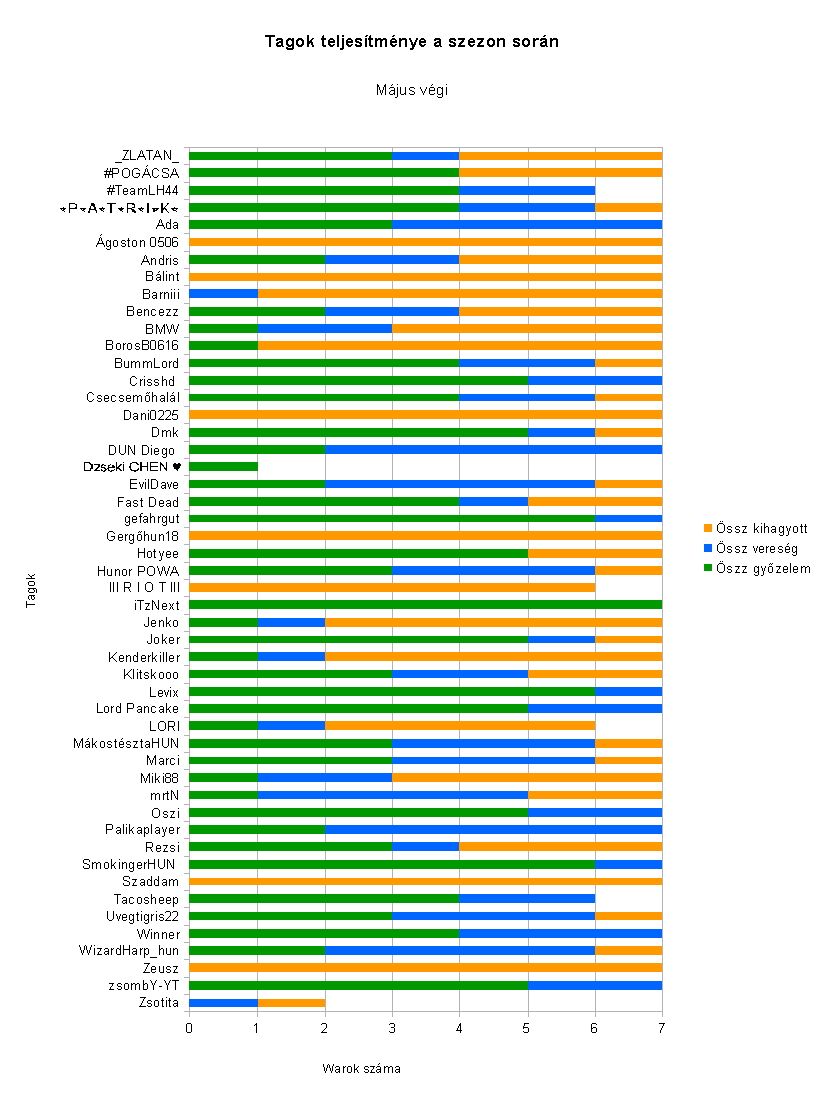 Tagok teljesítménye a szezon során
Május végi
_ZLATAN_
#POGÁCSA
#TeamLH44
★P★A★T★R★I★K★
Ada
Ágoston 0506
Andris
Bálint
Barniii
Bencezz
BMW
BorosB0616
BummLord
Crisshd
Csecsemőhalál
Dani0225
Dmk
DUN Diego
Dzseki CHEN ♥
EvilDave
Fast Dead
gefahrgut
Gergőhun18
Hotyee
Hunor POWA
III R I O T III
iTzNext
Jenko
Joker
Kenderkiller
Klitskooo
Levix
Lord Pancake
LORI
MákostésztaHUN
Marci
Miki88
mrtN
Oszi
Palikaplayer
Rezsi
SmokingerHUN
Szaddam
Tacosheep
Uvegtigris22
Winner
WizardHarp_hun
Zeusz
zsombY-YT
Zsotita
0 1 2 3 4 5 6 7
Warok száma
Tagok
Össz kihagyott
Össz vereség
Öszz győzelem